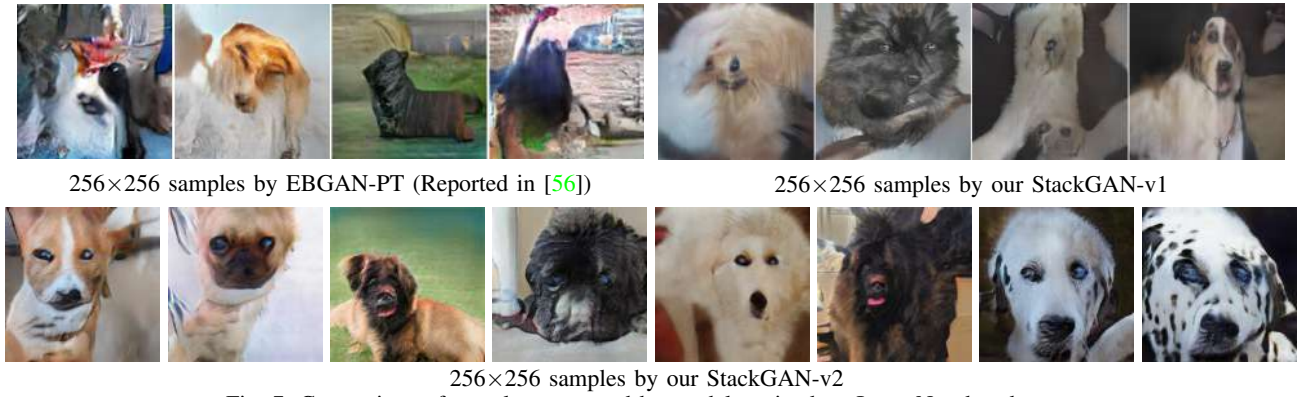 256×256 samples by EBGAN-PT (Reported in [56])
256×256 samples by our StackGAN-v1
256×256 samples by our StackGAN-v2